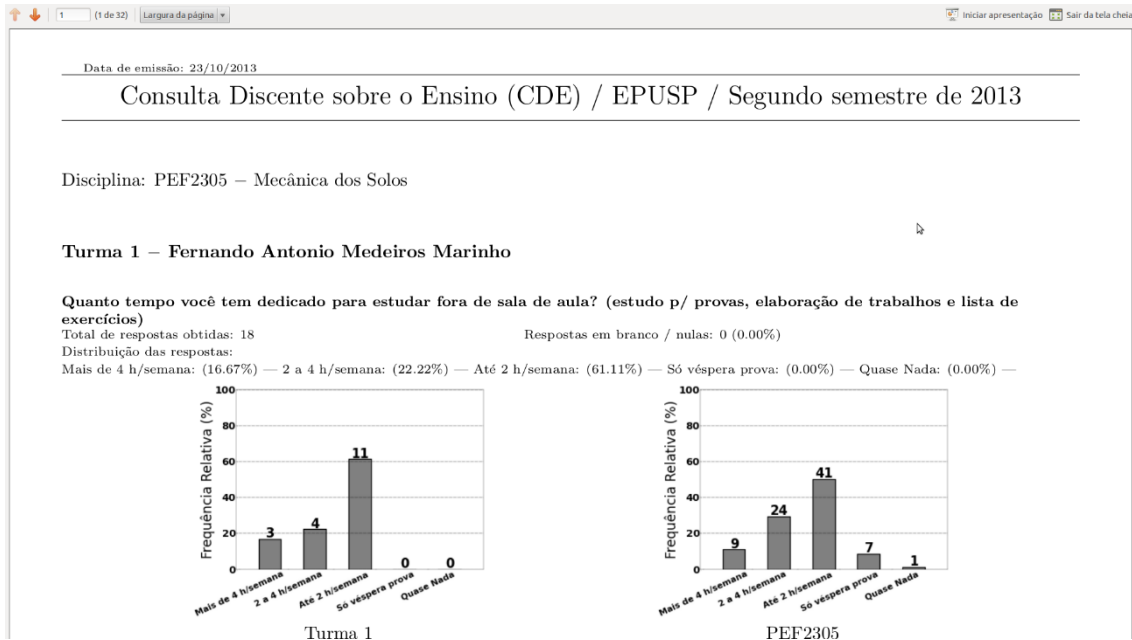 1 (1 de 32) Largura da página Iniciar apresentação Sair da tela cheia
Data de emissão: 23/10/2013
Consulta Discente sobre o Ensino (CDE) / EPUSP / Segundo semestre de 2013
Disciplina: PEF2305 – Mecânica dos Solos
Turma 1 – Fernando Antonio Medeiros Marinho
Quanto tempo você tem dedicado para estudar fora de sala de aula? (estudo p/ provas, elaboração de trabalhos e lista de
exercícios)
Total de respostas obtidas: 18 Respostas em branco / nulas: 0 (0.00%)
Distribuição das respostas:
Mais de 4 h/semana: (16.67%) — 2 a 4 h/semana: (22.22%) — Até 2 h/semana: (61.11%) — Só véspera prova: (0.00%) — Quase Nada: (0.00%) —
Frequência Relativa (%)
100
80
60
40
20
0
3 4 11 0 0
Mais de 4 h/semana 2 a 4 h/semana Até 2 h/semana Só véspera prova Quase Nada
Turma 1
Frequência Relativa (%)
100
80
60
40
20
0
9 24 41 7 1
Mais de 4 h/semana 2 a 4 h/semana Até 2 h/semana Só véspera prova Quase Nada
PEF2305